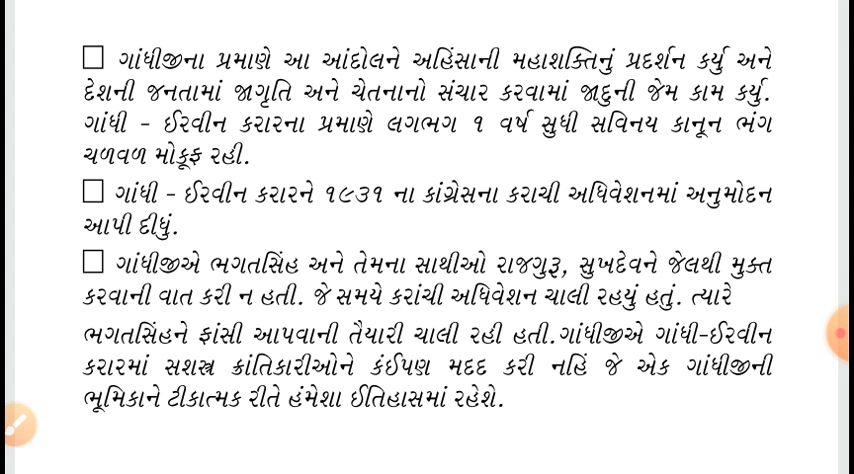 □ ગાંધીજીના પ્રમાણે આ આંદોલને અહિંસાની મહાશક્તિનું પ્રદર્શન કર્યુ અને
દેશની જનતામાં જાગૃતિ અને ચેતનાનો સંચાર કરવામાં જાદુની જેમ કામ કર્યુ.
ગાંધી - ઈરવીન કરારના પ્રમાણે લગભગ ૧ વર્ષ સુધી સવિનય કાનૂન ભંગ
ચળવળ મોકૂફ રહી.
□ ગાંધી - ઈરવીન કરારને ૧૯૩૧ ના કાંગ્રેસના કરાચી અધિવેશનમાં અનુમોદન
આપી દીધું.
□ ગાંધીજીએ ભગતસિંહ અને તેમના સાથીઓ રાજગુરૂ, સુખદેવને જેલથી મુક્ત
કરવાની વાત કરી ન હતી. જે સમયે કરાંચી અધિવેશન ચાલી રહયું હતું. ત્યારે
ભગતસિંહને ફાંસી આપવાની તૈયારી ચાલી રહી હતી.ગાંધીજીએ ગાંધી-ઈરવીન
કરારમાં સશસ્ત્ર ક્રાંતિકારીઓને કંઈપણ મદદ કરી નહિં જે એક ગાંધીજીની
ભૂમિકાને ટીકાત્મક રીતે હંમેશા ઈતિહાસમાં રહેશે.